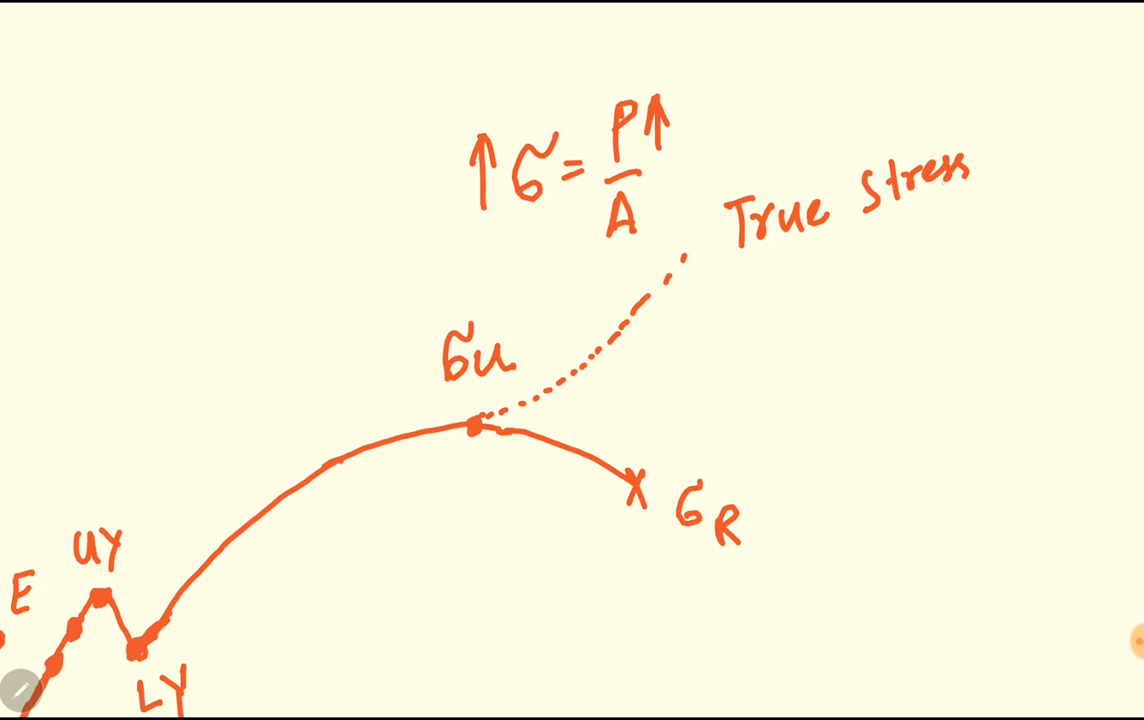 ↑ σ = P↑
A
True Stress
σu
σR
UY
E
LY